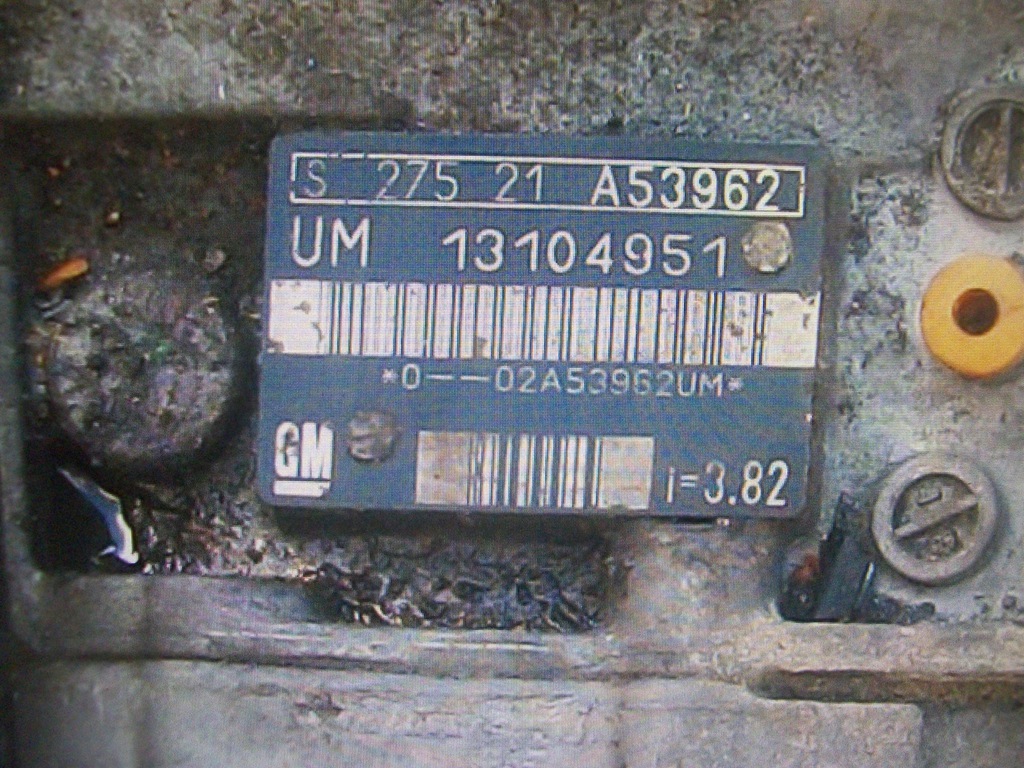 S 275 21 A53962
UM 13104951
*0---02A53962UM*
GM i=3.82